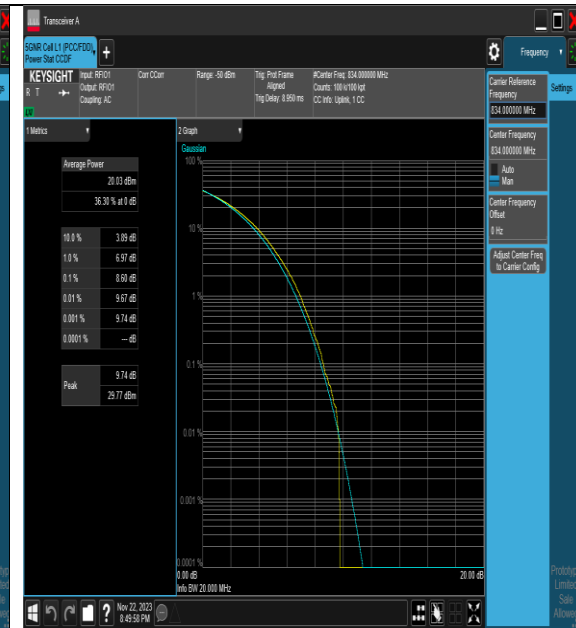 Transceiver A
5GNR Cell L1 (PCC/FDD),
Power Stat CCDF
+
Frequency
KEYSIGHT
R T
Input: RFIO1
Output: RFIO1
Coupling: AC
Corr CCorr
Range: -50 dBm
Trig: Prot Frame
Aligned
Trig Delay: 8.950 ms
#Center Freq: 834.000000 MHz
Counts: 100 k/100 kpt
CC Info: Uplink, 1 CC
Carrier Reference
Frequency
834.000000 MHz
Settings
Center Frequency
834.000000 MHz
Auto
Man
Center Frequency
Offset
0 Hz
Adjust Center Freq
to Carrier Config
1 Metrics
Average Power
20.03 dBm
36.30 % at 0 dB
10.0 % 3.89 dB
1.0 % 6.97 dB
0.1 % 8.60 dB
0.01 % 9.67 dB
0.001 % 9.74 dB
0.0001 % --- dB
Peak
9.74 dB
29.77 dBm
2 Graph
Gaussian
100 %
10 %
1 %
0.1 %
0.01 %
0.001 %
0.0001 %
0.00 dB
20.00 dB
Info BW 20.000 MHz
?
Nov 22, 2023
8:49:58 PM